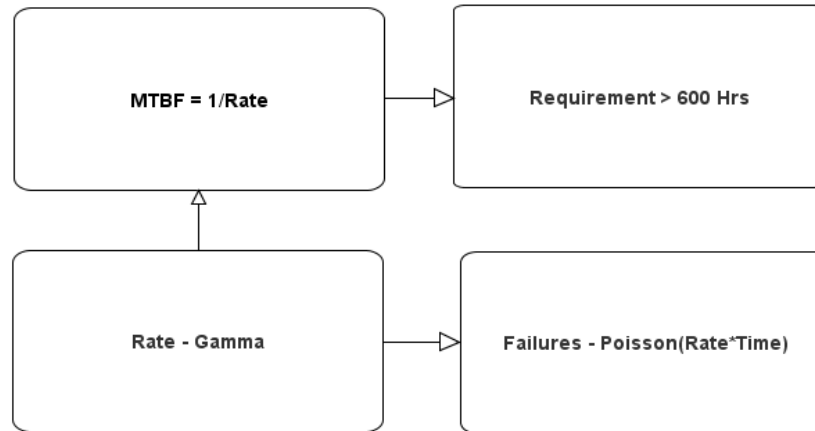 MTBF = 1/Rate
Requirement > 600 Hrs
Rate - Gamma
Failures - Poisson(Rate*Time)